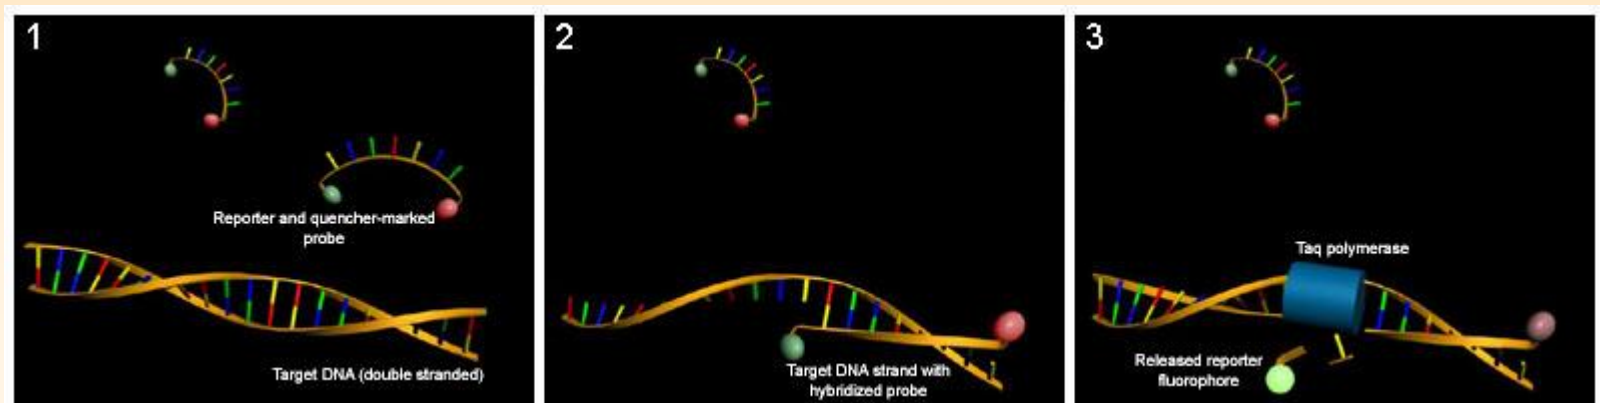 1
Reporter and quencher-marked
probe
Target DNA (double stranded)
2
Target DNA strand with
hybridized probe
3
Taq polymerase
Released reporter
fluorophore